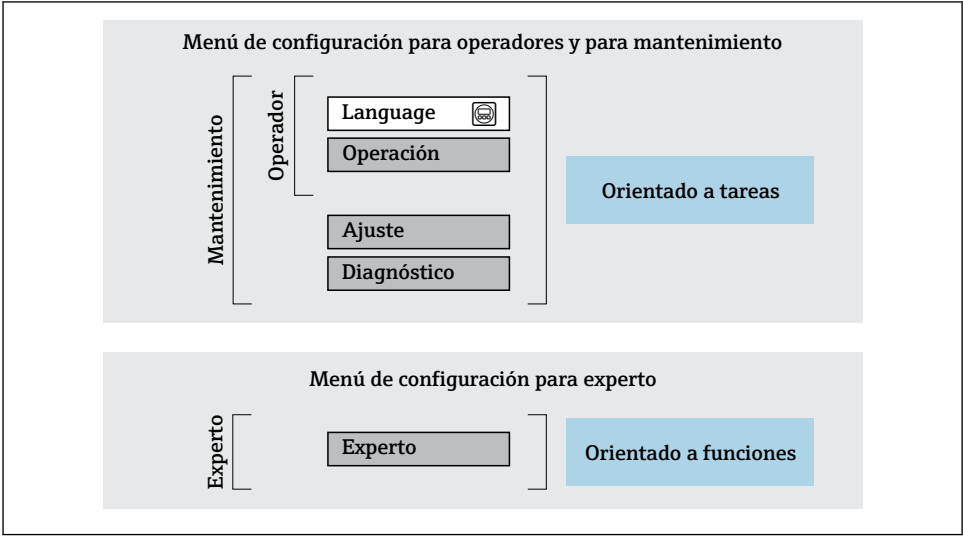 Menú de configuración para operadores y para mantenimiento
Mantenimiento
Operador
Language
Operación
Ajuste
Diagnóstico
Orientado a tareas
Menú de configuración para experto
Experto
Experto
Orientado a funciones